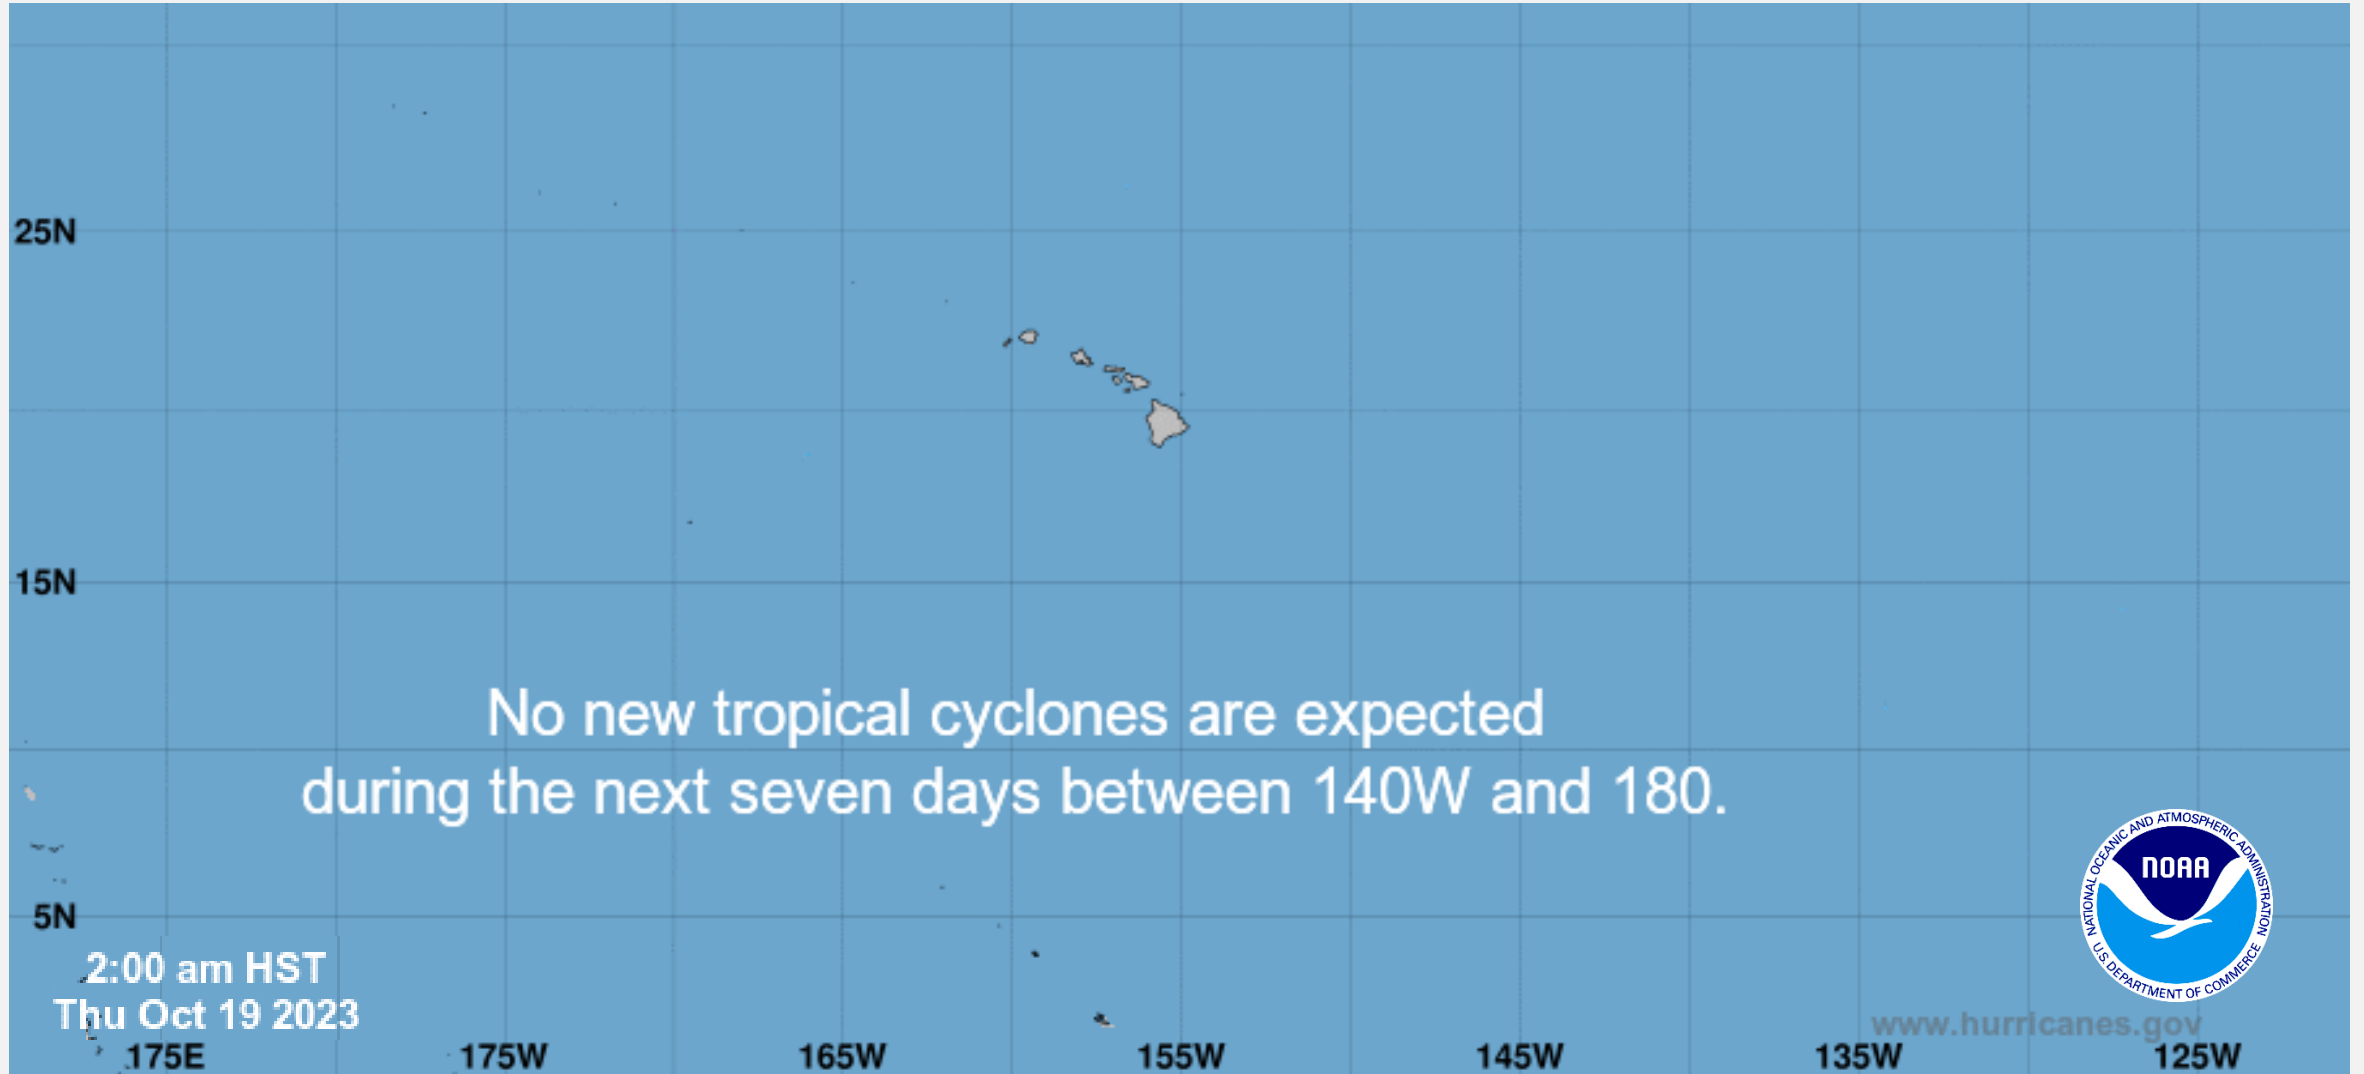 25N
15N
No new tropical cyclones are expected
during the next seven days between 140W and 180.
NATIONAL OCEANIC AND ATMOSPHERIC ADMINISTRATION
NOAA
U.S. DEPARTMENT OF COMMERCE
5N
2:00 am HST
Thu Oct 19 2023
www.hurricanes.gov
175E 175W 165W 155W 145W 135W 125W